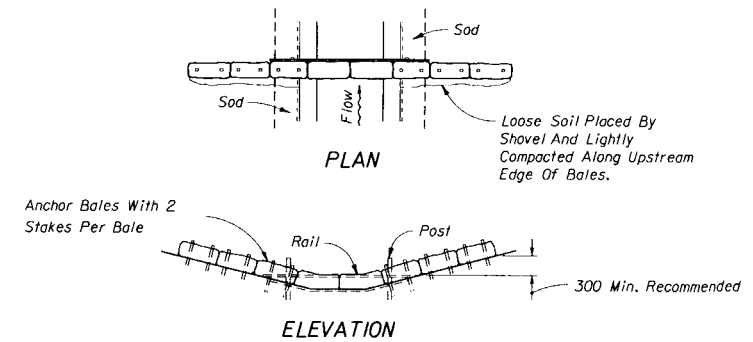 Sod
Sod
Flow
Loose Soil Placed By
Shovel And Lightly
Compacted Along Upstream
Edge Of Bales.
PLAN
Anchor Bales With 2
Stakes Per Bale
Rail
Post
300 Min. Recommended
ELEVATION